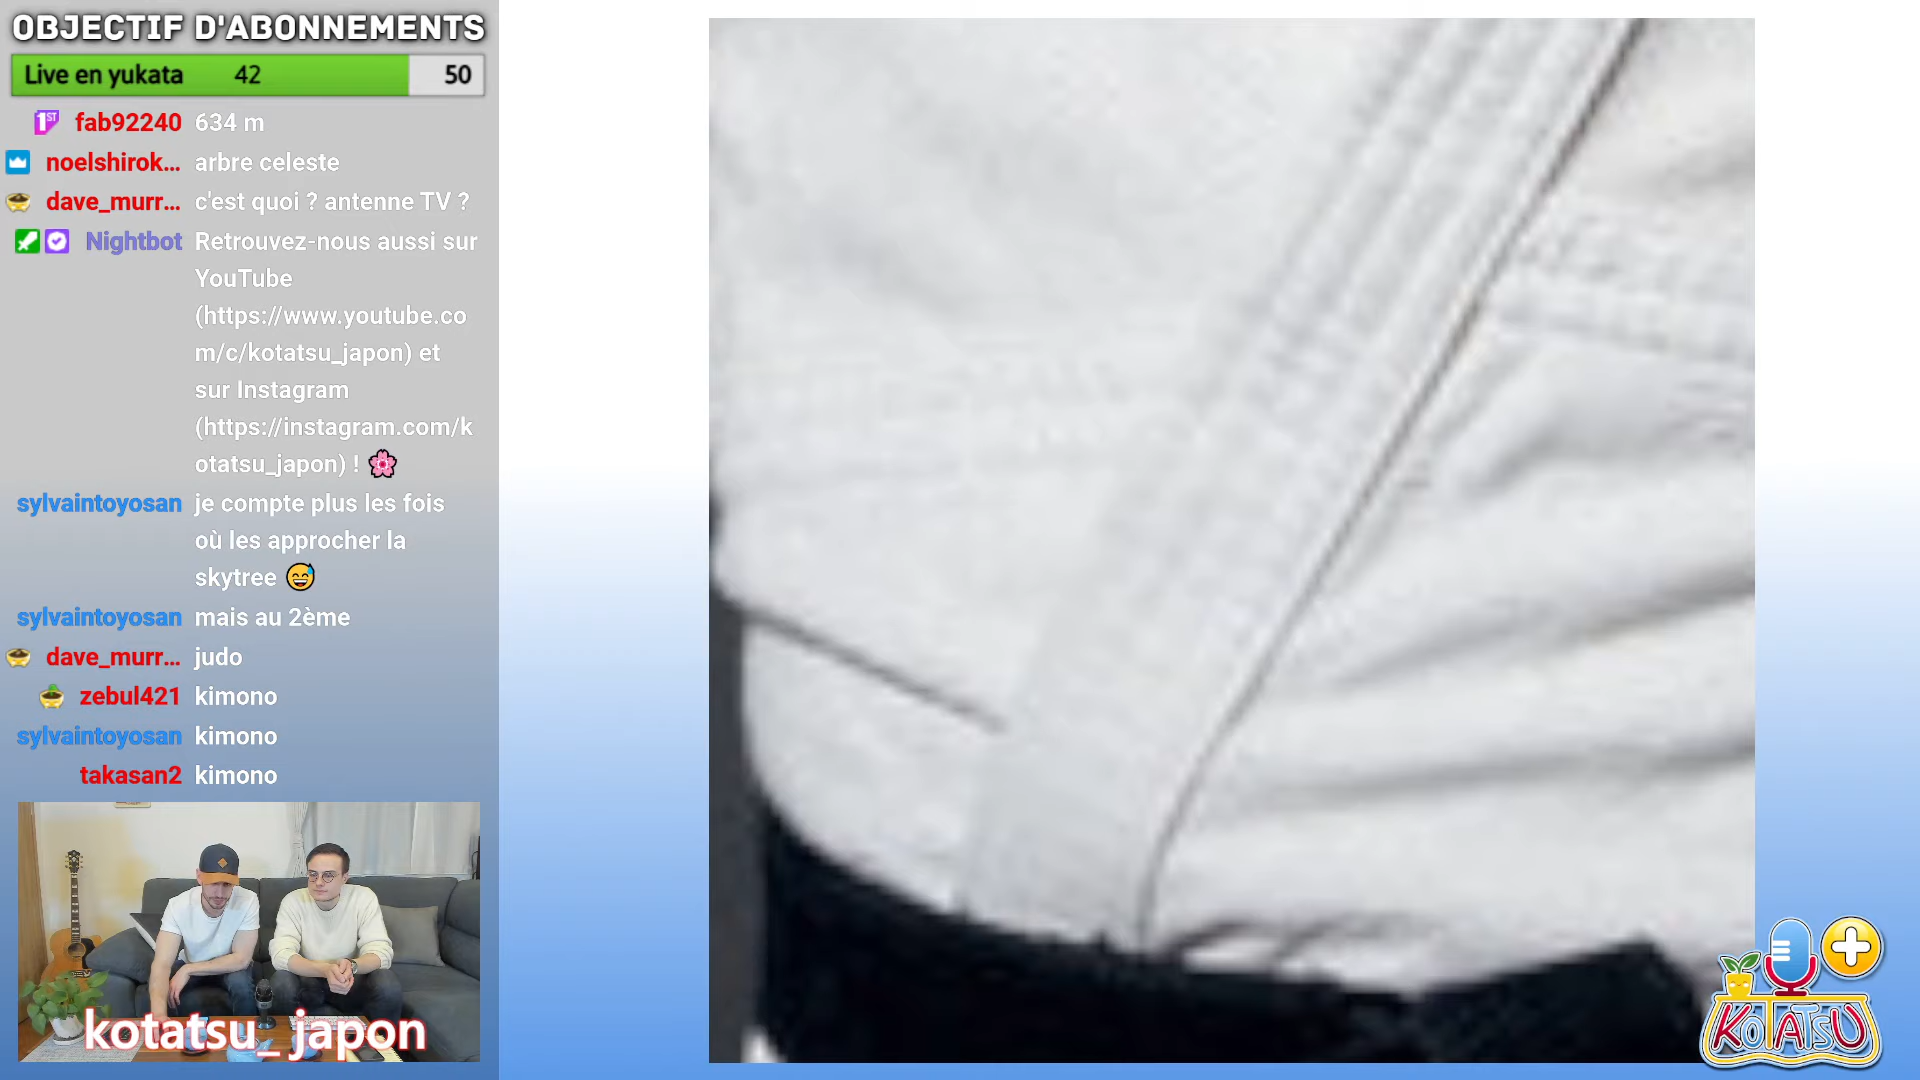 OBJECTIF D'ABONNEMENTS
Live en yukata 42 50
fab92240 634 m
noelshirok... arbre celeste
dave_murr... c'est quoi ? antenne TV ?
Nightbot Retrouvez-nous aussi sur
YouTube
(https://www.youtube.co
m/c/kotatsu_japon) et
sur Instagram
(https://instagram.com/k
otatsu_japon) ! 🌸
sylvaintoyosan je compte plus les fois
où les approcher la
skytree 😅
sylvaintoyosan mais au 2ème
dave_murr... judo
zebul421 kimono
sylvaintoyosan kimono
takasan2 kimono
kotatsu_japon
KOTATSU